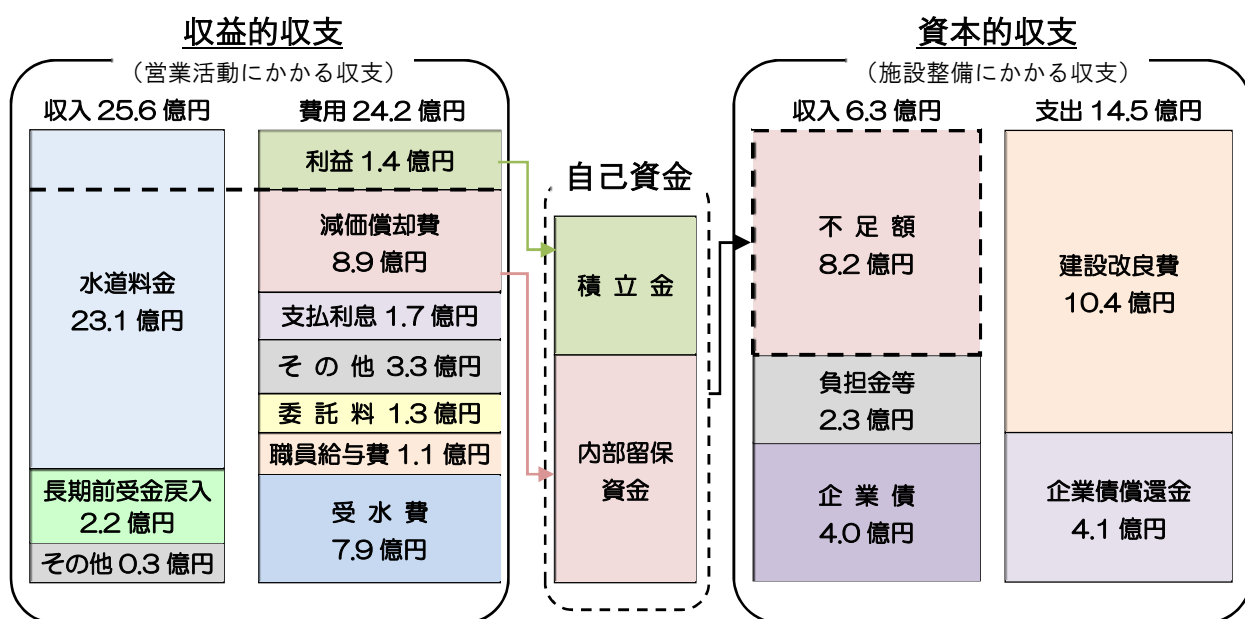 収益的収支
（営業活動にかかる収支）
収入 25.6 億円
費用 24.2 億円
水道料金
23.1 億円
長期前受金戻入
2.2 億円
その他 0.3 億円
利益 1.4 億円
減価償却費
8.9 億円
支払利息 1.7 億円
そ の 他 3.3 億円
委 託 料 1.3 億円
職員給与費 1.1 億円
受 水 費
7.9 億円
自己資金
積 立 金
内部留保
資金
資本的収支
（施設整備にかかる収支）
収入 6.3 億円
支出 14.5 億円
不 足 額
8.2 億円
負担金等
2.3 億円
企 業 債
4.0 億円
建設改良費
10.4 億円
企業債償還金
4.1 億円